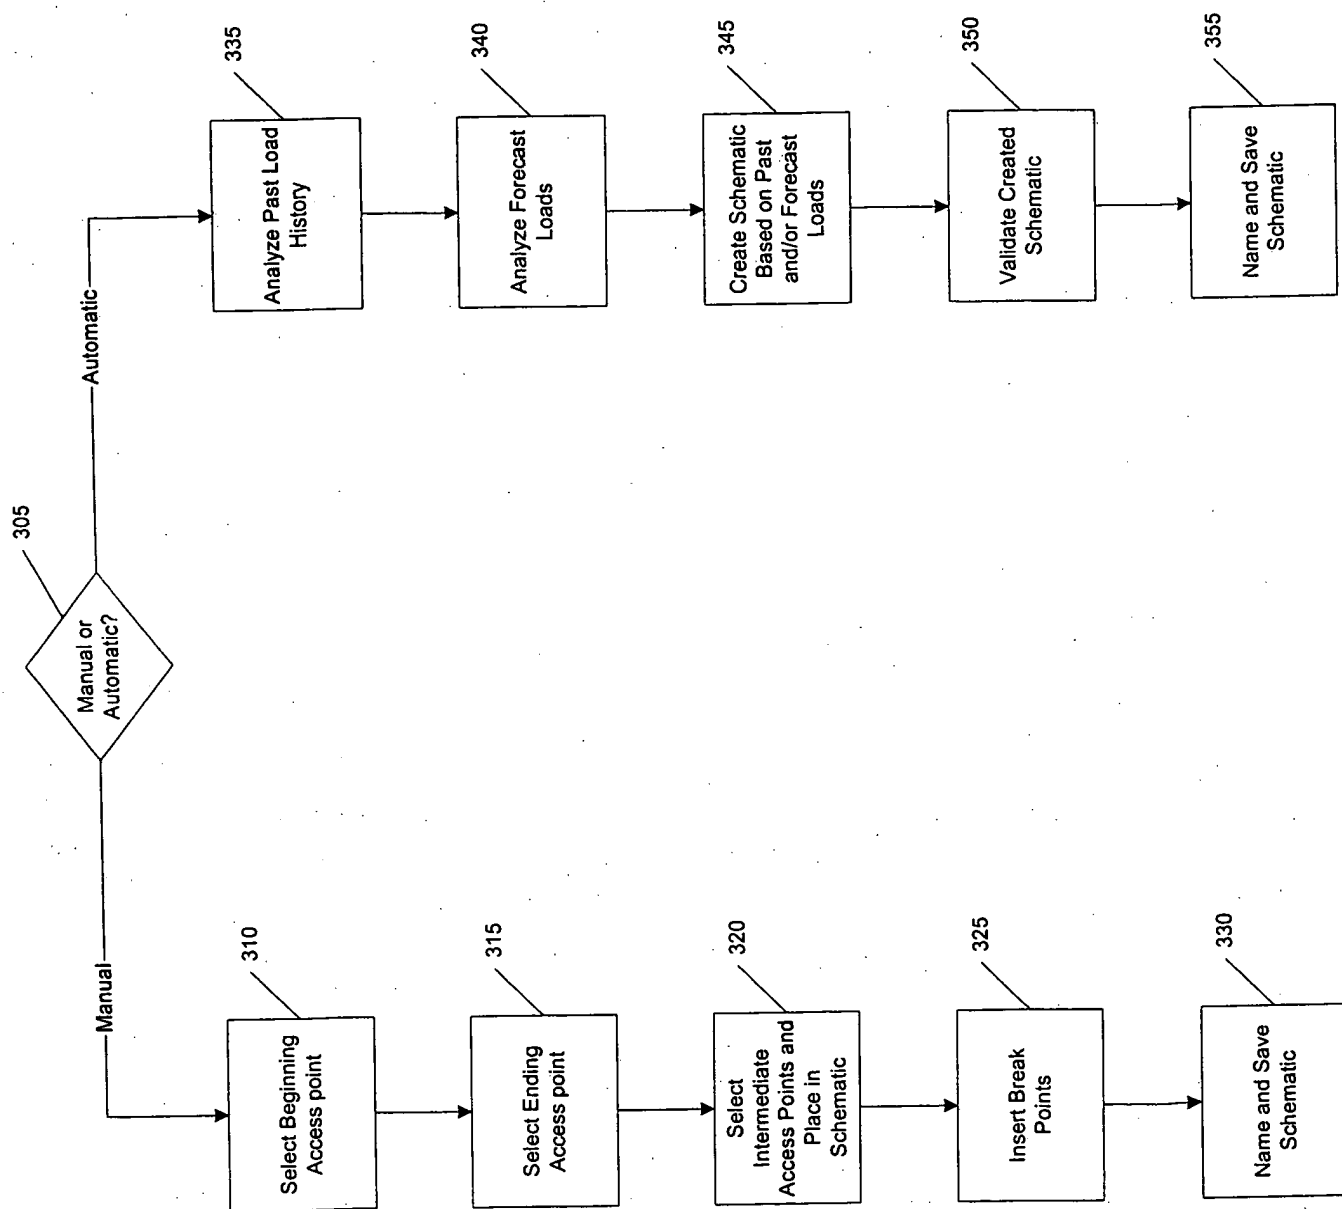 305
Manual or
Automatic?
Manual
Automatic
310
Select Beginning
Access point
315
Select Ending
Access point
320
Select
Intermediate
Access Points and
Place in
Schematic
325
Insert Break
Points
330
Name and Save
Schematic
335
Analyze Past Load
History
340
Analyze Forecast
Loads
345
Create Schematic
Based on Past
and/or Forecast
Loads
350
Validate Created
Schematic
355
Name and Save
Schematic